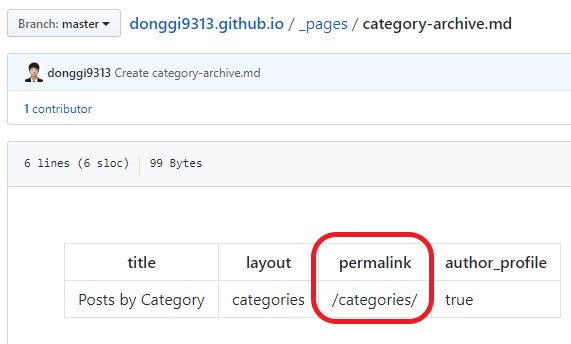 Branch: master donggi9313.github.io / _pages / category-archive.md
donggi9313 Create category-archive.md
1 contributor
6 lines (6 sloc) 99 Bytes
title layout permalink author_profile
Posts by Category categories /categories/ true